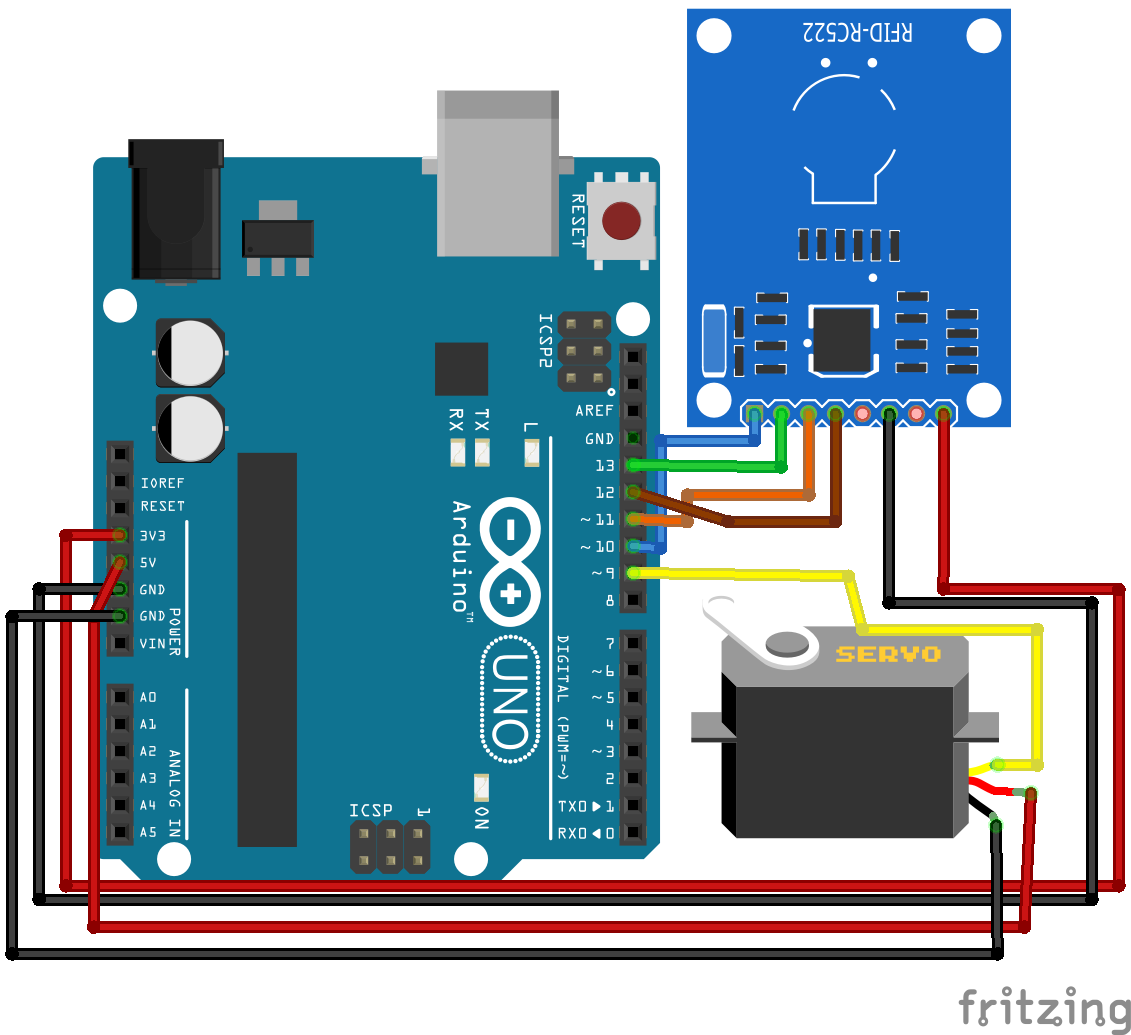 RFID-RC522
RESET
ICSP2
AREF
GND
13
12
~11
~10
~9
8
7
~6
~5
4
~3
2
TX0▶1
RX0◀0
RX
TX
L
Arduino™
UNO
DIGITAL (PWM=~)
IOREF
RESET
3V3
5V
GND
GND
VIN
POWER
A0
A1
A2
A3
A4
A5
ANALOG IN
ICSP
1
ON
SERVO
fritzing